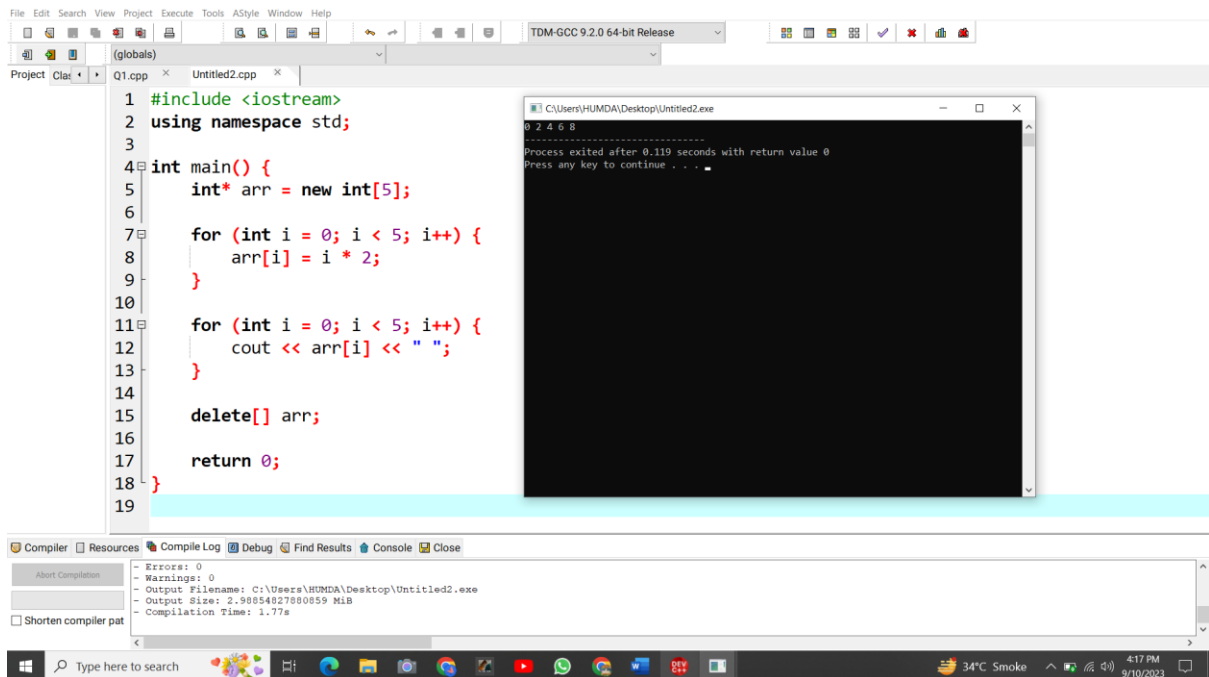 File Edit Search View Project Execute Tools AStyle Window Help
TDM-GCC 9.2.0 64-bit Release
(globals)
Project Clas Q1.cpp Untitled2.cpp
1 #include <iostream>
2 using namespace std;
3
4 int main() {
5 int* arr = new int[5];
6
7 for (int i = 0; i < 5; i++) {
8 arr[i] = i * 2;
9 }
10
11 for (int i = 0; i < 5; i++) {
12 cout << arr[i] << " ";
13 }
14
15 delete[] arr;
16
17 return 0;
18 }
19
C:\Users\HUMDA\Desktop\Untitled2.exe
0 2 4 6 8
--------------------------------
Process exited after 0.119 seconds with return value 0
Press any key to continue . . .
Compiler Resources Compile Log Debug Find Results Console Close
Abort Compilation
Shorten compiler pat
- Errors: 0
- Warnings: 0
- Output Filename: C:\Users\HUMDA\Desktop\Untitled2.exe
- Output Size: 2.98854827880859 MiB
- Compilation Time: 1.77s
Type here to search
DEV C++
34°C Smoke
4:17 PM
9/10/2023